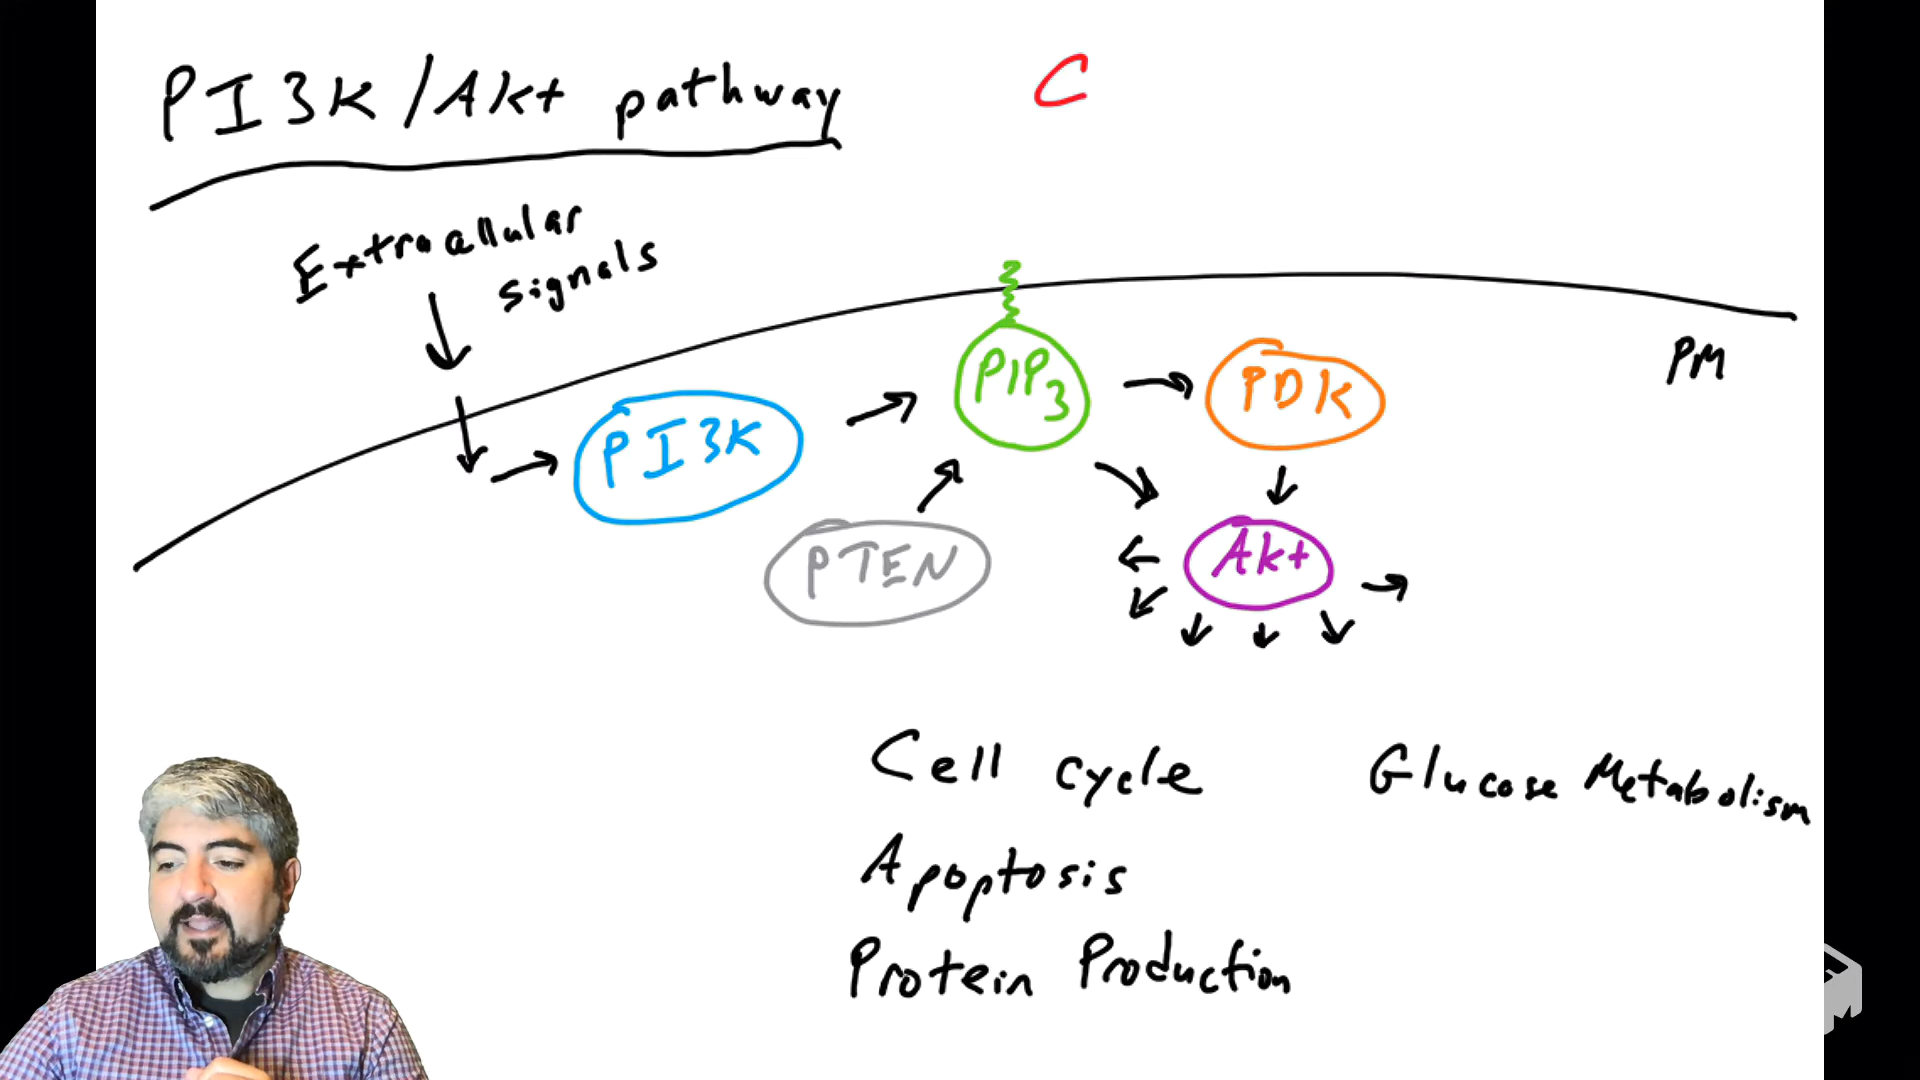 PI3K/Akt pathway
C
Extracellular
signals
PIP3
PDK
PM
PI3K
PTEN
Akt
Cell cycle
Glucose Metabolism
Apoptosis
Protein Production